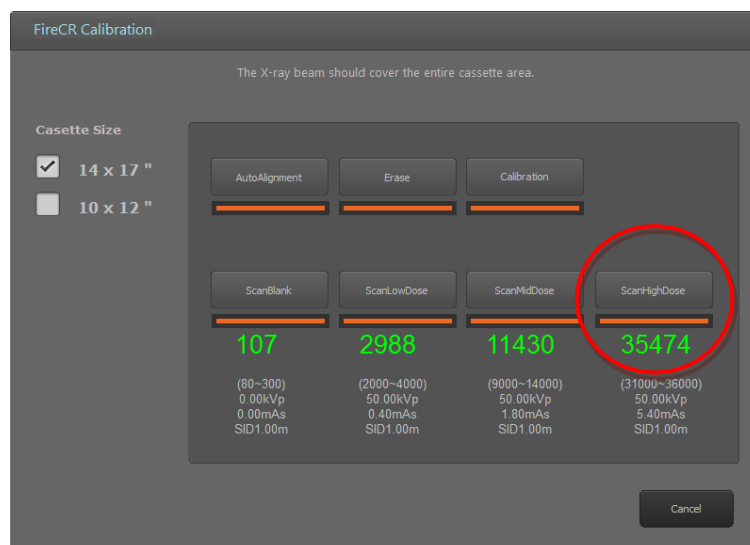 FireCR Calibration
The X-ray beam should cover the entire cassette area.
Casette Size
14 x 17 "
10 x 12 "
AutoAlignment Erase Calibration
ScanBlank ScanLowDose ScanMidDose ScanHighDose
107 2988 11430 35474
(80~300) (2000~4000) (9000~14000) (31000~36000)
0.00kVp 50.00kVp 50.00kVp 50.00kVp
0.00mAs 0.40mAs 1.80mAs 5.40mAs
SID1.00m SID1.00m SID1.00m SID1.00m
Cancel